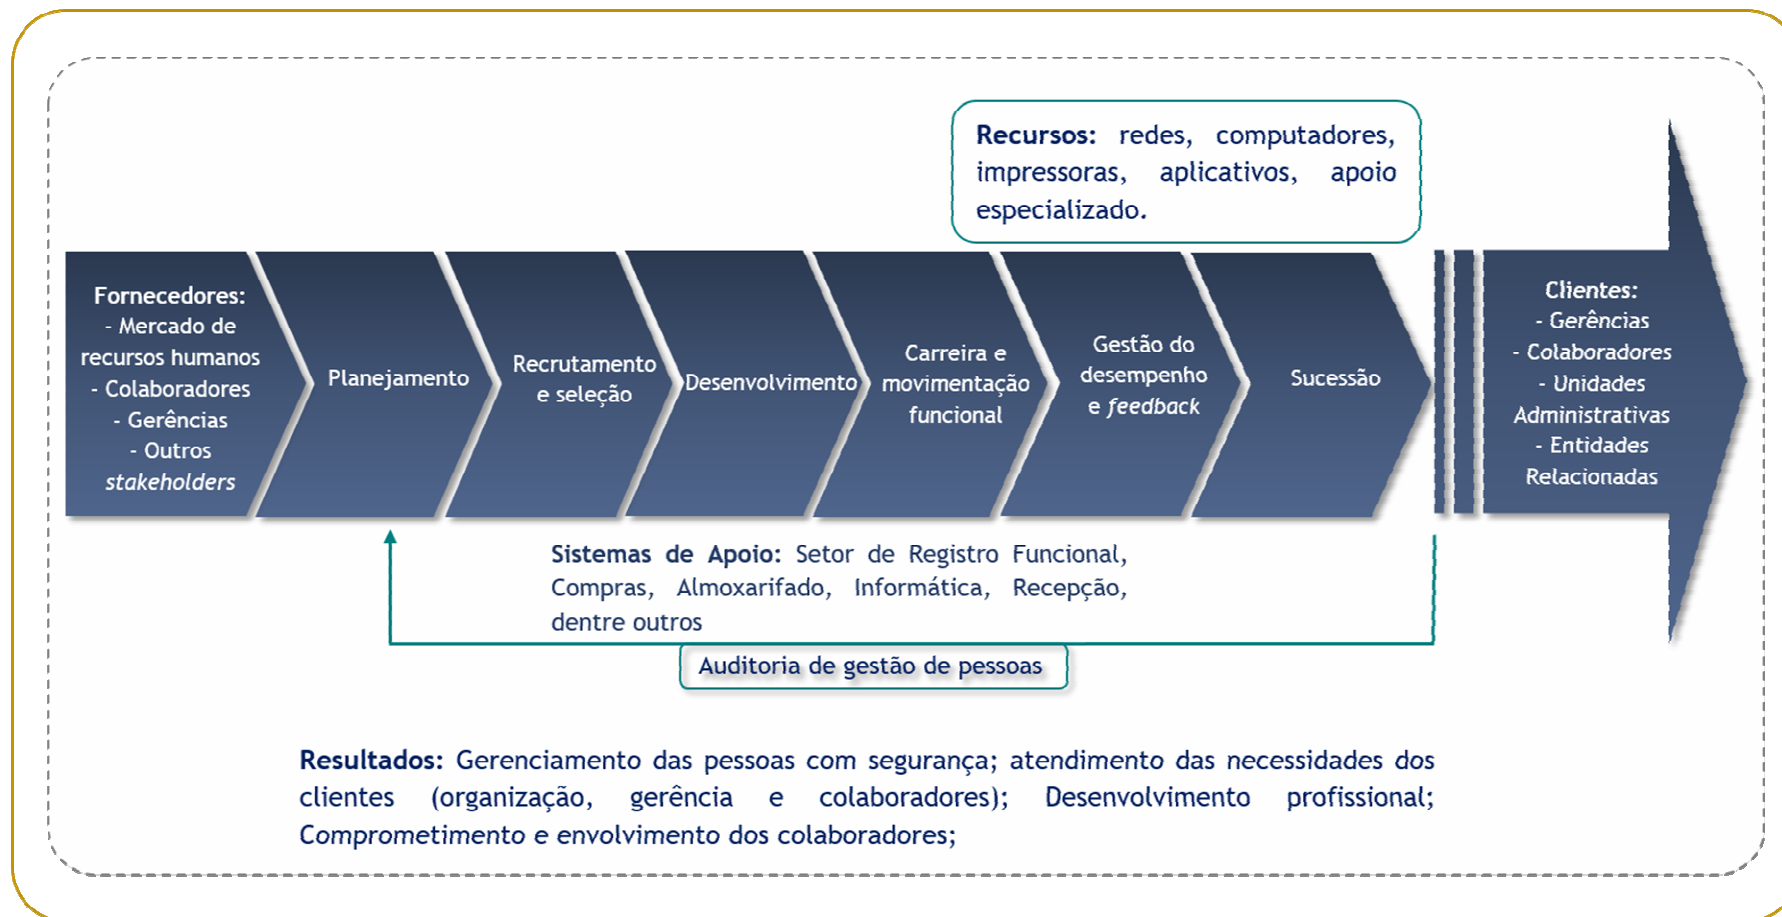 Recursos: redes, computadores,
impressoras, aplicativos, apoio
especializado.
Fornecedores:
- Mercado de
recursos humanos
- Colaboradores
- Gerências
- Outros
stakeholders
Planejamento
Recrutamento
e seleção
Desenvolvimento
Carreira e
movimentação
funcional
Gestão do
desempenho
e feedback
Sucessão
Clientes:
- Gerências
- Colaboradores
- Unidades
Administrativas
- Entidades
Relacionadas
Sistemas de Apoio: Setor de Registro Funcional,
Compras, Almoxarifado, Informática, Recepção,
dentre outros
Auditoria de gestão de pessoas
Resultados: Gerenciamento das pessoas com segurança; atendimento das necessidades dos
clientes (organização, gerência e colaboradores); Desenvolvimento profissional;
Comprometimento e envolvimento dos colaboradores;